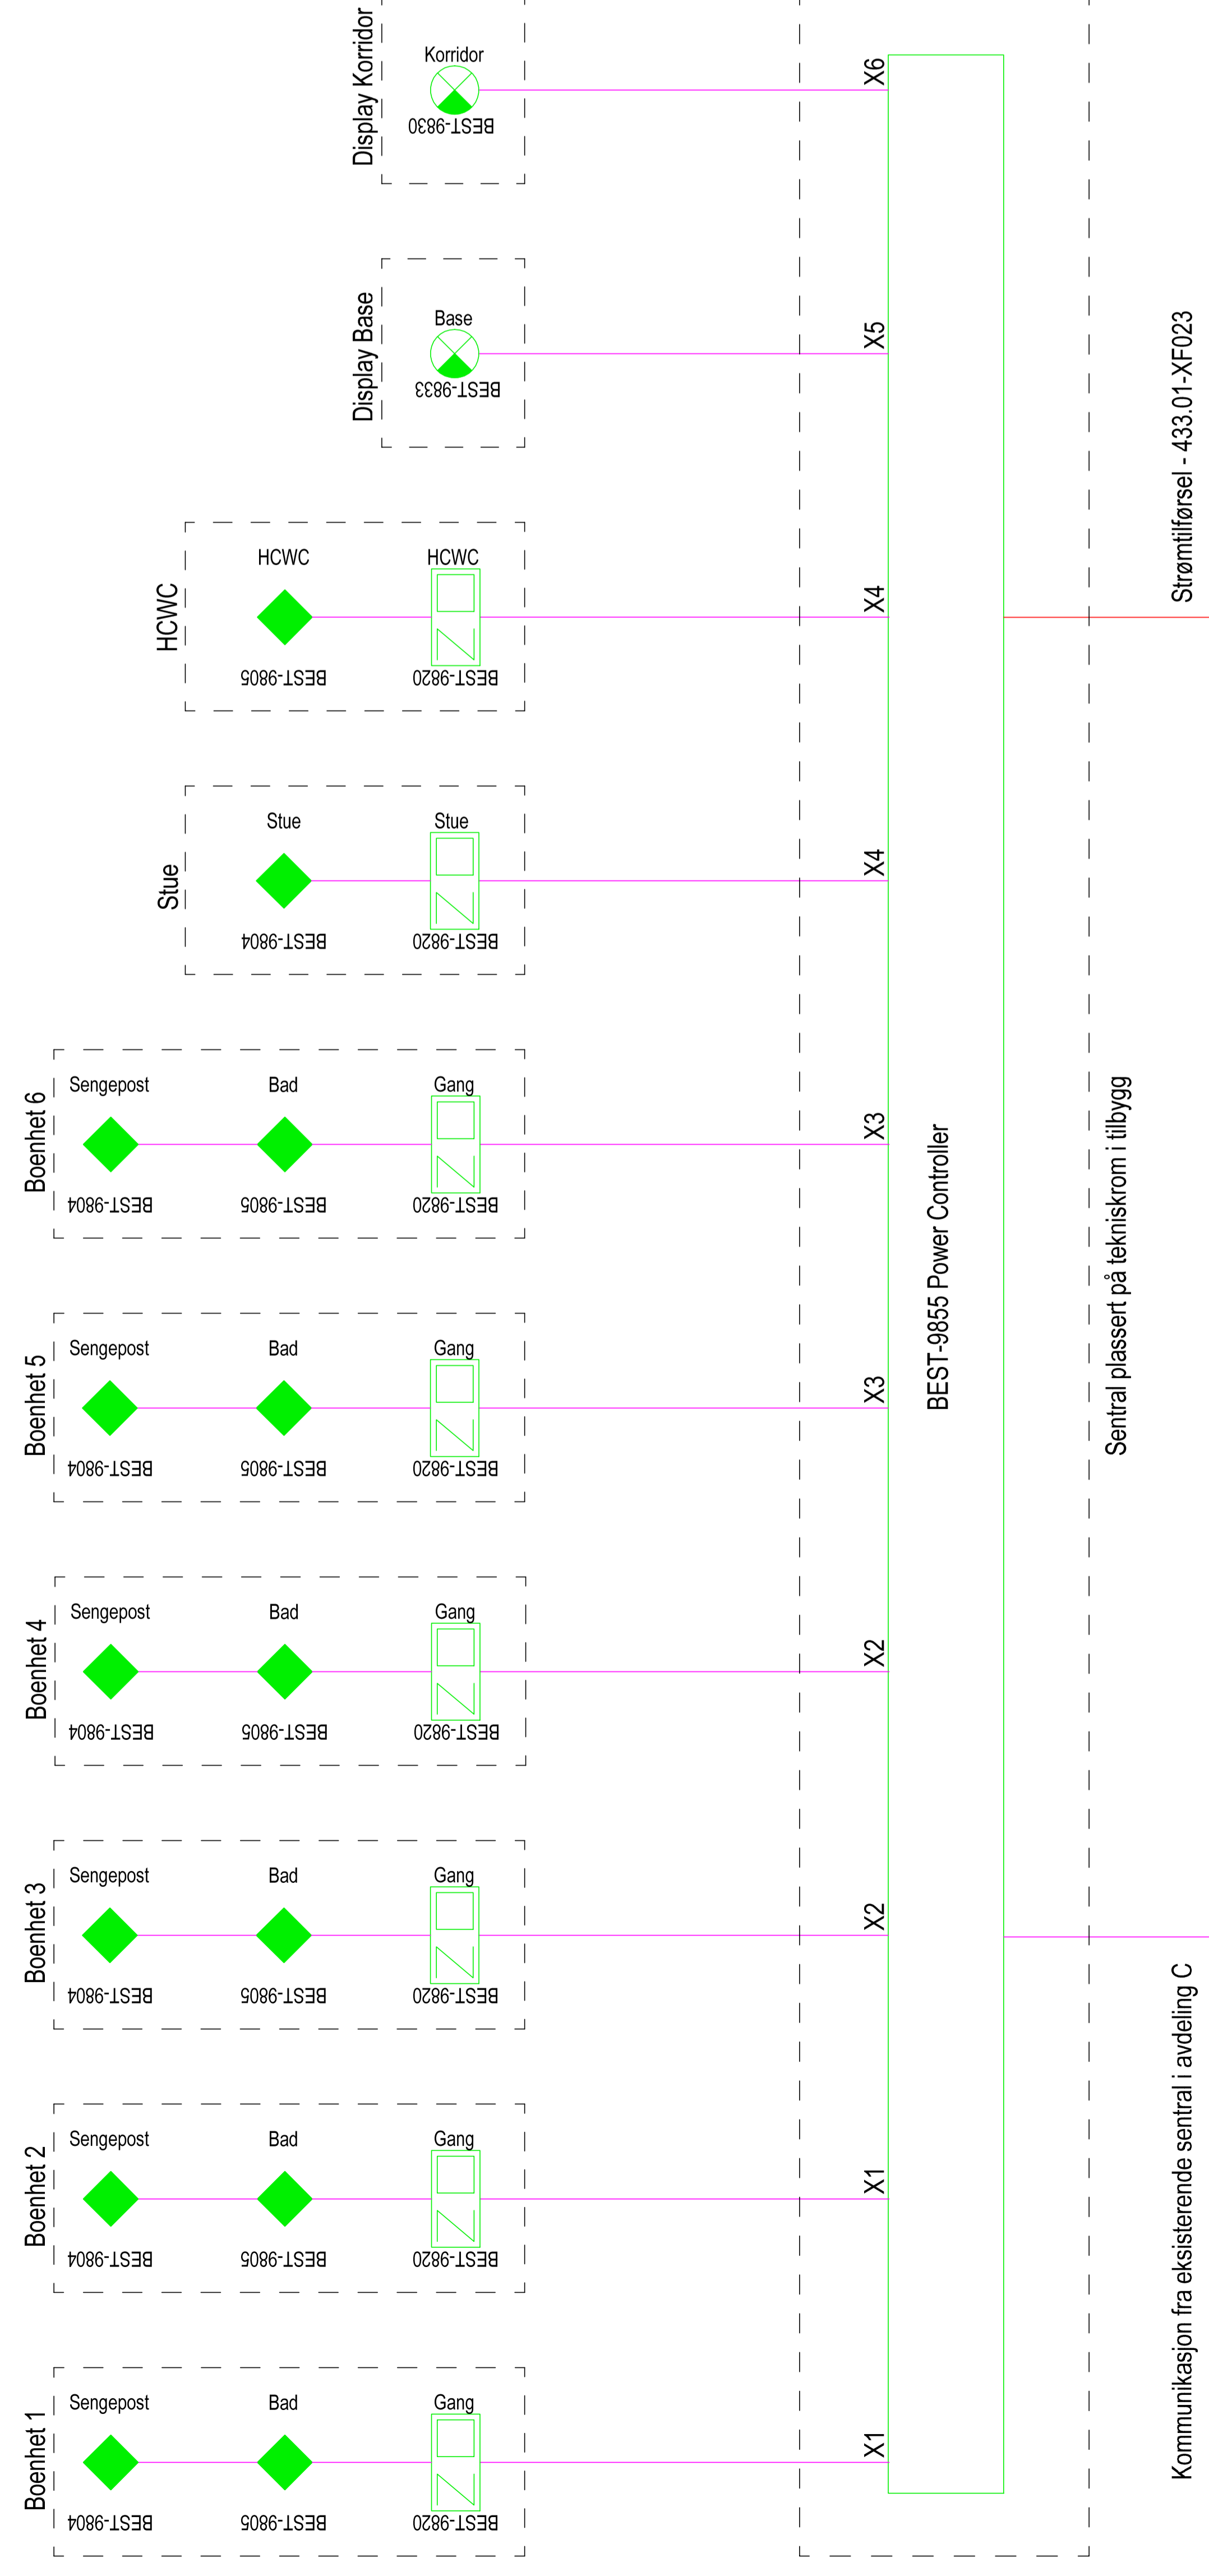 Display Korridor
Korridor
BEST-9830
X6
Display Base
Base
BEST-9833
X5
HCWC
HCWC
BEST-9805
HCWC
BEST-9820
X4
Stue
Stue
BEST-9804
Stue
BEST-9820
X4
Boenhet 6
Sengepost
BEST-9804
Bad
BEST-9805
Gang
BEST-9820
X3
Boenhet 5
Sengepost
BEST-9804
Bad
BEST-9805
Gang
BEST-9820
X3
Boenhet 4
Sengepost
BEST-9804
Bad
BEST-9805
Gang
BEST-9820
X2
Boenhet 3
Sengepost
BEST-9804
Bad
BEST-9805
Gang
BEST-9820
X2
Boenhet 2
Sengepost
BEST-9804
Bad
BEST-9805
Gang
BEST-9820
X1
Boenhet 1
Sengepost
BEST-9804
Bad
BEST-9805
Gang
BEST-9820
X1
BEST-9855 Power Controller
Sentral plassert på tekniskrom i tilbygg
Strømtilførsel - 433.01-XF023
Kommunikasjon fra eksisterende sentral i avdeling C